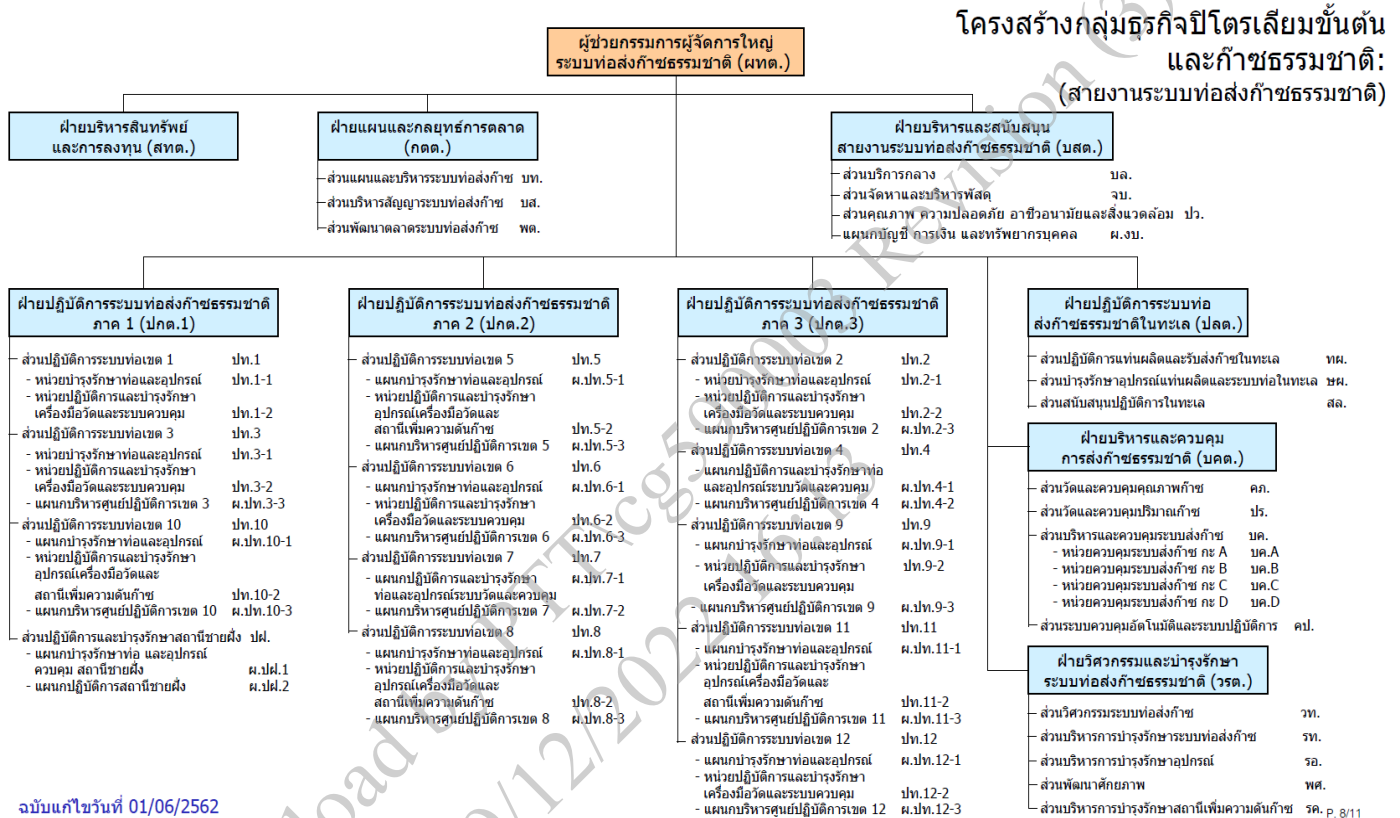 โครงสร้างกลุ่มธุรกิจปิโตรเลียมขั้นต้น
และก๊าซธรรมชาติ:
(สายงานระบบท่อส่งก๊าซธรรมชาติ)
ผู้ช่วยกรรมการผู้จัดการใหญ่
ระบบท่อส่งก๊าซธรรมชาติ (ผทต.)
ฝ่ายบริหารสินทรัพย์
และการลงทุน (สทต.)
ฝ่ายแผนและกลยุทธ์การตลาด
(กตต.)
ส่วนแผนและบริหารระบบท่อส่งก๊าซ บท.
ส่วนบริหารสัญญาระบบท่อส่งก๊าซ บส.
ส่วนพัฒนาตลาดระบบท่อส่งก๊าซ พต.
ฝ่ายบริหารและสนับสนุน
สายงานระบบท่อส่งก๊าซธรรมชาติ (บสต.)
ส่วนบริการกลาง บล.
ส่วนจัดหาและบริหารพัสดุ จบ.
ส่วนคุณภาพ ความปลอดภัย อาชีวอนามัยและสิ่งแวดล้อม ปว.
แผนกบัญชี การเงิน และทรัพยากรบุคคล ผ.งบ.
ฝ่ายปฏิบัติการระบบท่อส่งก๊าซธรรมชาติ
ภาค 1 (ปกต.1)
ส่วนปฏิบัติการระบบท่อเขต 1 ปท.1
- หน่วยบำรุงรักษาท่อและอุปกรณ์ ปท.1-1
- หน่วยปฏิบัติการและบำรุงรักษา
เครื่องมือวัดและระบบควบคุม ปท.1-2
ส่วนปฏิบัติการระบบท่อเขต 3 ปท.3
- หน่วยบำรุงรักษาท่อและอุปกรณ์ ปท.3-1
- หน่วยปฏิบัติการและบำรุงรักษา
เครื่องมือวัดและระบบควบคุม ปท.3-2
- แผนกบริหารศูนย์ปฏิบัติการเขต 3 ผ.ปท.3-3
ส่วนปฏิบัติการระบบท่อเขต 10 ปท.10
- แผนกบำรุงรักษาท่อและอุปกรณ์ ผ.ปท.10-1
- หน่วยปฏิบัติการและบำรุงรักษา
อุปกรณ์เครื่องมือวัดและ
สถานีเพิ่มความดันก๊าซ ปท.10-2
- แผนกบริหารศูนย์ปฏิบัติการเขต 10 ผ.ปท.10-3
ส่วนปฏิบัติการและบำรุงรักษาสถานีชายฝั่ง ปฝ.
- แผนกบำรุงรักษาท่อ และอุปกรณ์
ควบคุม สถานีชายฝั่ง ผ.ปฝ.1
- แผนกปฏิบัติการสถานีชายฝั่ง ผ.ปฝ.2
ฝ่ายปฏิบัติการระบบท่อส่งก๊าซธรรมชาติ
ภาค 2 (ปกต.2)
ส่วนปฏิบัติการระบบท่อเขต 5 ปท.5
- แผนกบำรุงรักษาท่อและอุปกรณ์ ผ.ปท.5-1
- หน่วยปฏิบัติการและบำรุงรักษา
อุปกรณ์เครื่องมือวัดและ
สถานีเพิ่มความดันก๊าซ ปท.5-2
- แผนกบริหารศูนย์ปฏิบัติการเขต 5 ผ.ปท.5-3
ส่วนปฏิบัติการระบบท่อเขต 6 ปท.6
- แผนกบำรุงรักษาท่อและอุปกรณ์ ผ.ปท.6-1
- หน่วยปฏิบัติการและบำรุงรักษา
เครื่องมือวัดและระบบควบคุม ปท.6-2
- แผนกบริหารศูนย์ปฏิบัติการเขต 6 ผ.ปท.6-3
ส่วนปฏิบัติการระบบท่อเขต 7 ปท.7
- แผนกปฏิบัติการและบำรุงรักษา ผ.ปท.7-1
ท่อและอุปกรณ์ระบบวัดและควบคุม
- แผนกบริหารศูนย์ปฏิบัติการเขต 7 ผ.ปท.7-2
ส่วนปฏิบัติการระบบท่อเขต 8 ปท.8
- แผนกบำรุงรักษาท่อและอุปกรณ์ ผ.ปท.8-1
- หน่วยปฏิบัติการและบำรุงรักษา
อุปกรณ์เครื่องมือวัดและ
สถานีเพิ่มความดันก๊าซ ปท.8-2
- แผนกบริหารศูนย์ปฏิบัติการเขต 8 ผ.ปท.8-3
ฝ่ายปฏิบัติการระบบท่อส่งก๊าซธรรมชาติ
ภาค 3 (ปกต.3)
ส่วนปฏิบัติการระบบท่อเขต 2 ปท.2
- หน่วยบำรุงรักษาท่อและอุปกรณ์ ปท.2-1
- หน่วยปฏิบัติการและบำรุงรักษา
เครื่องมือวัดและระบบควบคุม ปท.2-2
- แผนกบริหารศูนย์ปฏิบัติการเขต 2 ผ.ปท.2-3
ส่วนปฏิบัติการระบบท่อเขต 4 ปท.4
- แผนกปฏิบัติการและบำรุงรักษาท่อ
และอุปกรณ์ระบบวัดและควบคุม ผ.ปท.4-1
- แผนกบริหารศูนย์ปฏิบัติการเขต 4 ผ.ปท.4-2
ส่วนปฏิบัติการระบบท่อเขต 9 ปท.9
- แผนกบำรุงรักษาท่อและอุปกรณ์ ผ.ปท.9-1
- หน่วยปฏิบัติการและบำรุงรักษา ปท.9-2
เครื่องมือวัดและระบบควบคุม
- แผนกบริหารศูนย์ปฏิบัติการเขต 9 ผ.ปท.9-3
ส่วนปฏิบัติการระบบท่อเขต 11 ปท.11
- แผนกบำรุงรักษาท่อและอุปกรณ์ ผ.ปท.11-1
- หน่วยปฏิบัติการและบำรุงรักษา
อุปกรณ์เครื่องมือวัดและ
สถานีเพิ่มความดันก๊าซ ปท.11-2
- แผนกบริหารศูนย์ปฏิบัติการเขต 11 ผ.ปท.11-3
ส่วนปฏิบัติการระบบท่อเขต 12 ปท.12
- แผนกบำรุงรักษาท่อและอุปกรณ์ ผ.ปท.12-1
- หน่วยปฏิบัติการและบำรุงรักษา
เครื่องมือวัดและระบบควบคุม ปท.12-2
- แผนกบริหารศูนย์ปฏิบัติการเขต 12 ผ.ปท.12-3
ฝ่ายปฏิบัติการระบบท่อ
ส่งก๊าซธรรมชาติในทะเล (ปลต.)
ส่วนปฏิบัติการแท่นผลิตและรับส่งก๊าซในทะเล ทผ.
ส่วนบำรุงรักษาอุปกรณ์แท่นผลิตและระบบท่อในทะเล ษผ.
ส่วนสนับสนุนปฏิบัติการในทะเล สล.
ฝ่ายบริหารและควบคุม
การส่งก๊าซธรรมชาติ (บคต.)
ส่วนวัดและควบคุมคุณภาพก๊าซ คภ.
ส่วนวัดและควบคุมปริมาณก๊าซ ปร.
ส่วนบริหารและควบคุมระบบส่งก๊าซ บค.
- หน่วยควบคุมระบบส่งก๊าซ กะ A บค.A
- หน่วยควบคุมระบบส่งก๊าซ กะ B บค.B
- หน่วยควบคุมระบบส่งก๊าซ กะ C บค.C
- หน่วยควบคุมระบบส่งก๊าซ กะ D บค.D
ส่วนระบบควบคุมอัตโนมัติและระบบปฏิบัติการ คป.
ฝ่ายวิศวกรรมและบำรุงรักษา
ระบบท่อส่งก๊าซธรรมชาติ (วรต.)
ส่วนวิศวกรรมระบบท่อส่งก๊าซ วท.
ส่วนบริหารการบำรุงรักษาระบบท่อส่งก๊าซ รท.
ส่วนบริหารการบำรุงรักษาอุปกรณ์ รอ.
ส่วนพัฒนาศักยภาพ พศ.
ส่วนบริหารการบำรุงรักษาสถานีเพิ่มความดันก๊าซ รค.
ฉบับแก้ไขวันที่ 01/06/2562
P. 8/11